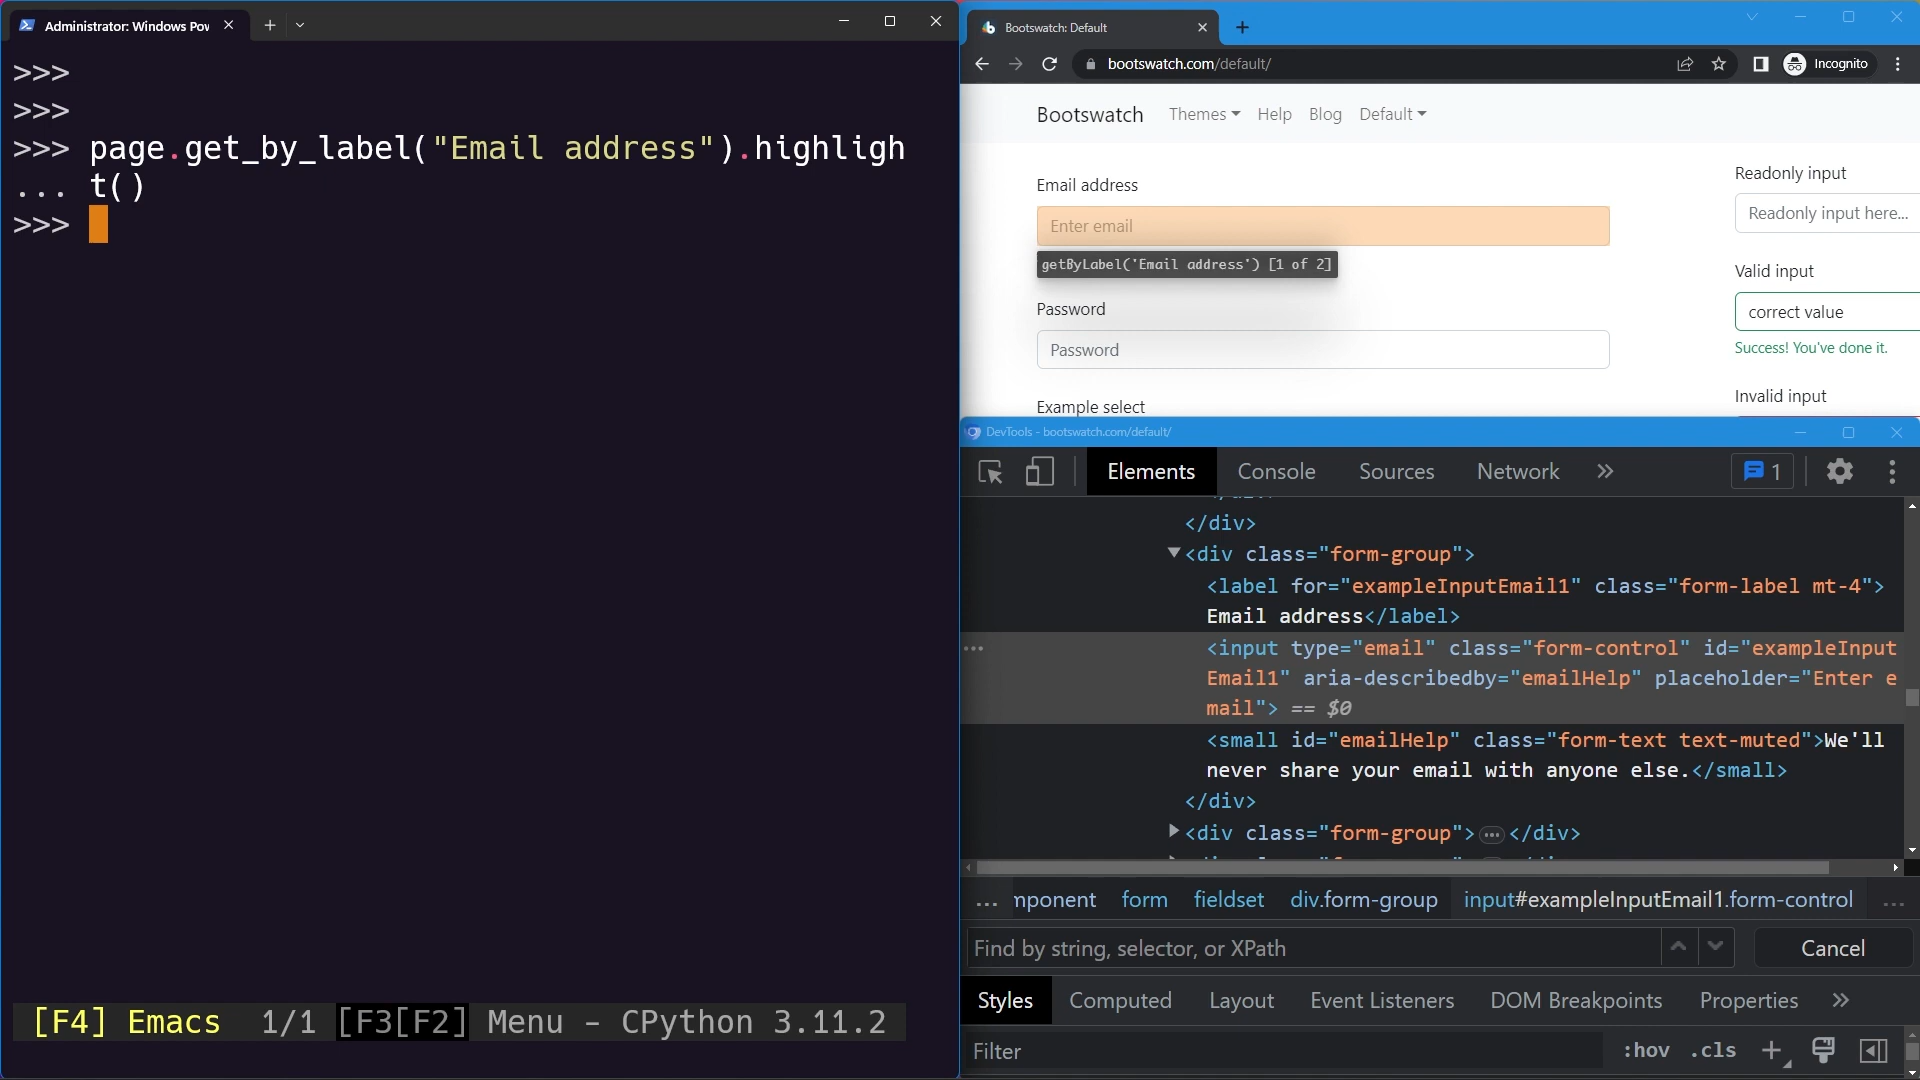 Administrator: Windows Pow
>>>
>>>
>>> page.get_by_label("Email address").highligh
... t()
>>>
[F4] Emacs 1/1 [F3[F2] Menu - CPython 3.11.2
Bootswatch: Default
bootswatch.com/default/
Incognito
Bootswatch Themes Help Blog Default
Email address
Enter email
getByLabel('Email address') [1 of 2]
Password
Password
Example select
Readonly input
Readonly input here...
Valid input
correct value
Success! You've done it.
Invalid input
DevTools - bootswatch.com/default/
Elements Console Sources Network » 1
</div>
<div class="form-group">
<label for="exampleInputEmail1" class="form-label mt-4">
Email address</label>
... <input type="email" class="form-control" id="exampleInput
Email1" aria-describedby="emailHelp" placeholder="Enter e
mail"> == $0
<small id="emailHelp" class="form-text text-muted">We'll
never share your email with anyone else.</small>
</div>
<div class="form-group">...</div>
... mponent form fieldset div.form-group input#exampleInputEmail1.form-control ...
Find by string, selector, or XPath Cancel
Styles Computed Layout Event Listeners DOM Breakpoints Properties »
Filter :hov .cls +